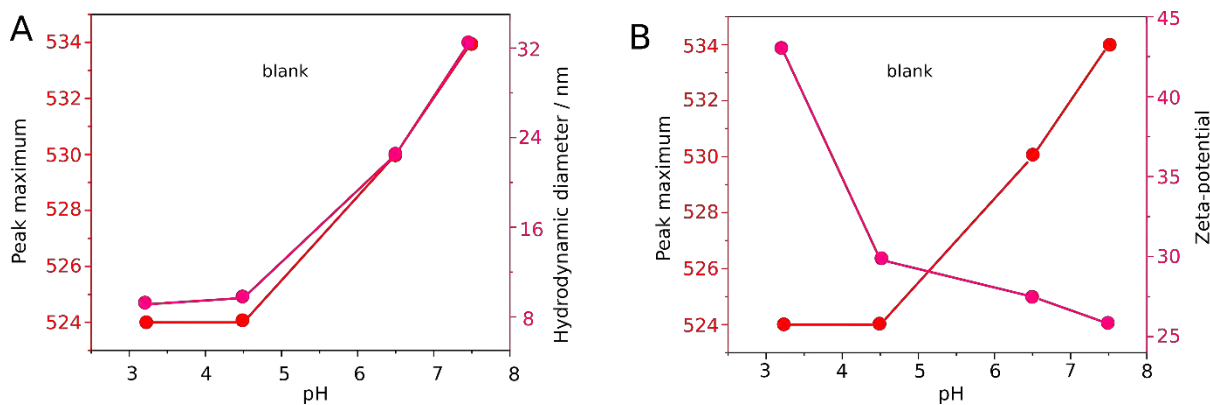 A
Peak maximum
534
532
530
528
526
524
blank
32
24
16
8
Hydrodynamic diameter / nm
3 4 5 6 7 8
pH
B
Peak maximum
534
532
530
528
526
524
blank
45
40
35
30
25
Zeta-potential
3 4 5 6 7 8
pH